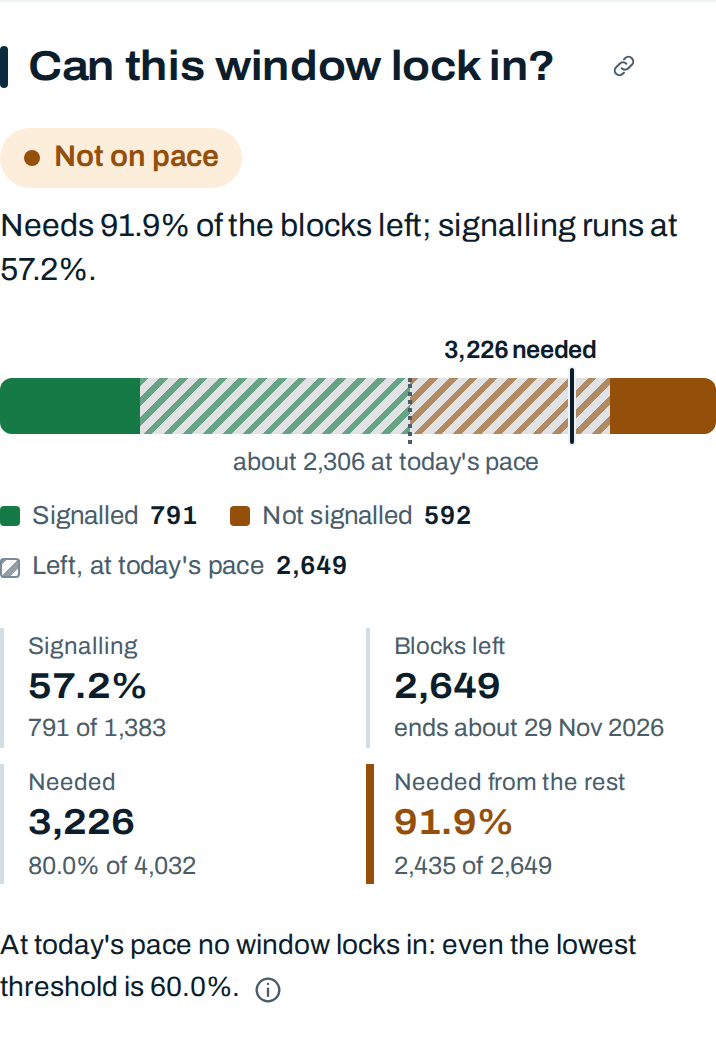 Can this window lock in?
Not on pace
Needs 91.9% of the blocks left; signalling runs at
57.2%.
3,226 needed
about 2,306 at today's pace
Signalled 791 Not signalled 592
Left, at today's pace 2,649
Signalling Blocks left
57.2% 2,649
791 of 1,383 ends about 29 Nov 2026
Needed Needed from the rest
3,226 91.9%
80.0% of 4,032 2,435 of 2,649
At today's pace no window locks in: even the lowest
threshold is 60.0%.